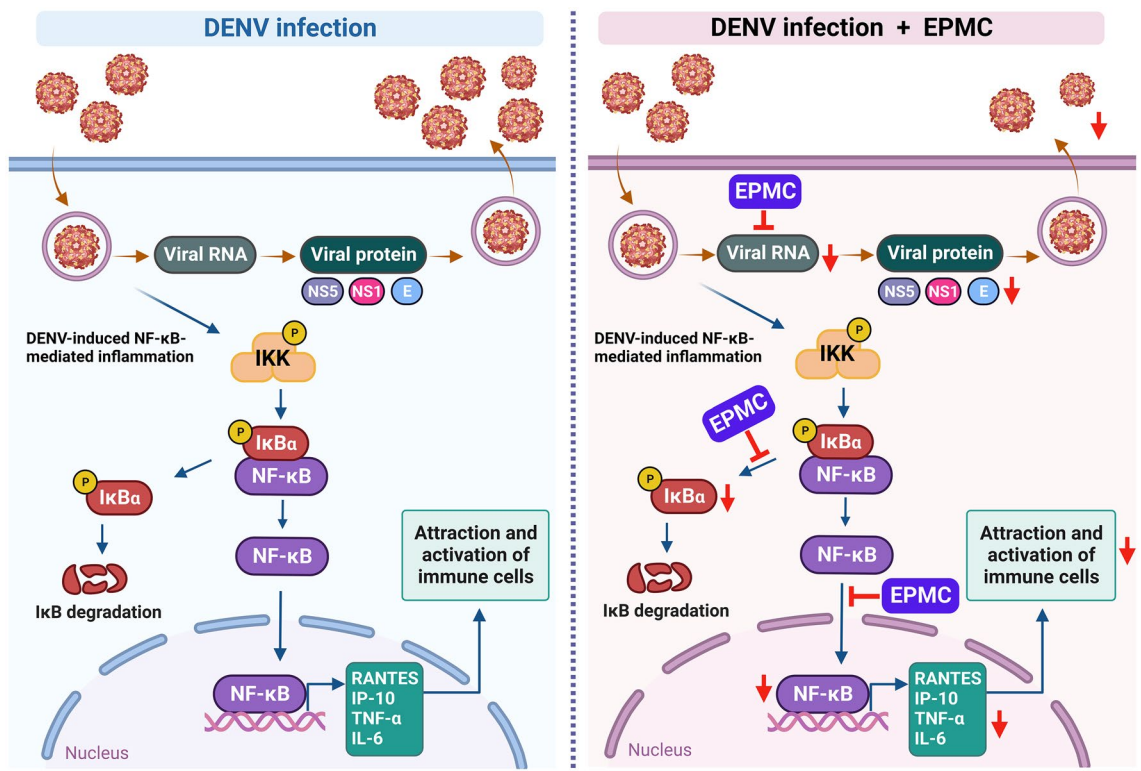 DENV infection
Viral RNA
Viral protein
NS5
NS1
E
DENV-induced NF-κB-
mediated inflammation
P
IKK
P
IκBα
NF-κB
P
IκBα
NF-κB
IκB degradation
Attraction and
activation of
immune cells
NF-κB
RANTES
IP-10
TNF-α
IL-6
Nucleus
DENV infection + EPMC
EPMC
Viral RNA
Viral protein
NS5
NS1
E
DENV-induced NF-κB-
mediated inflammation
P
IKK
EPMC
P
IκBα
NF-κB
P
IκBα
NF-κB
IκB degradation
EPMC
Attraction and
activation of
immune cells
NF-κB
RANTES
IP-10
TNF-α
IL-6
Nucleus